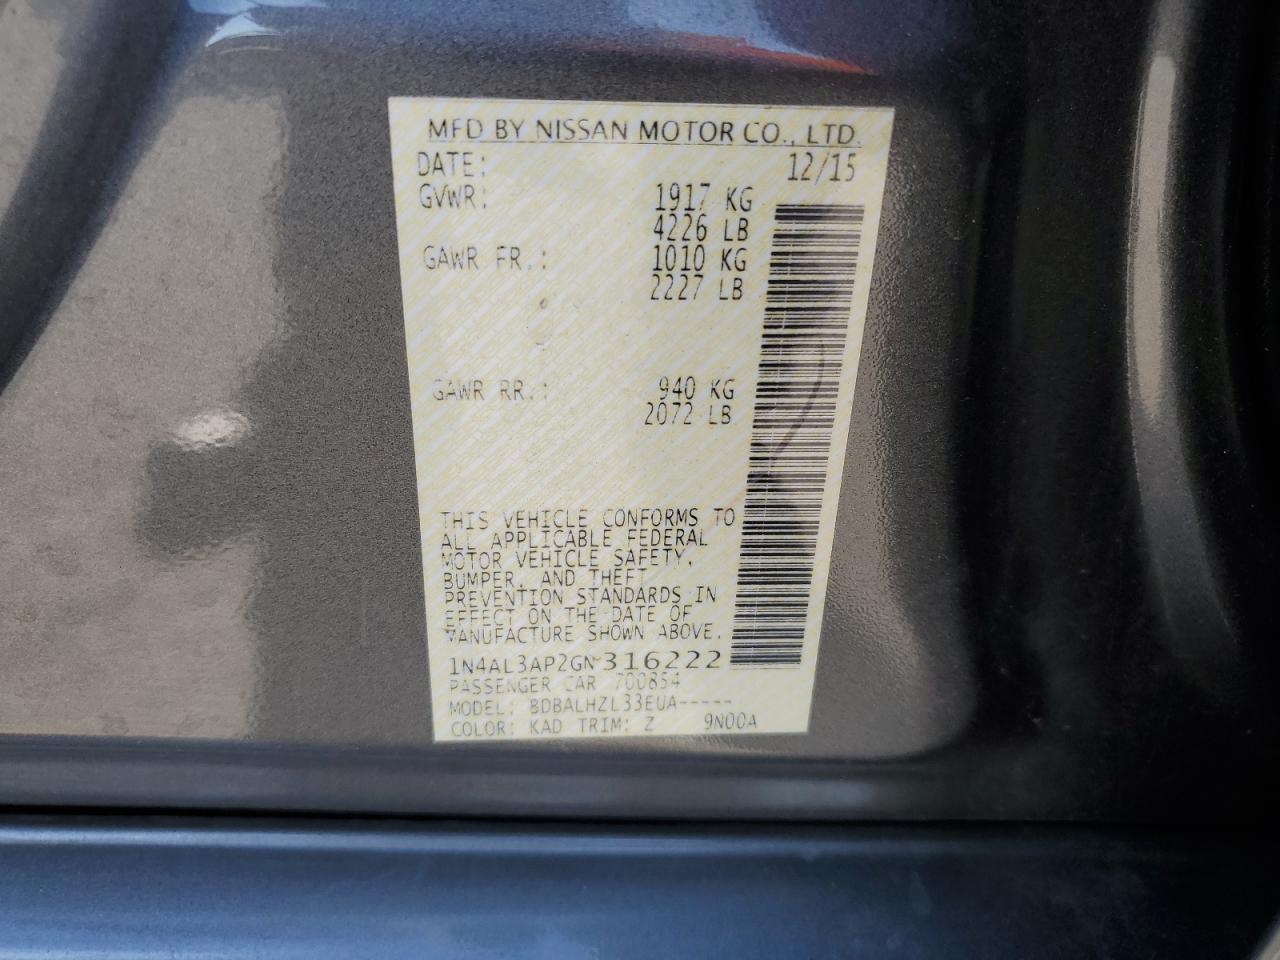 MFD BY NISSAN MOTOR CO., LTD.
DATE: 12/15
GVWR: 1917 KG
4226 LB
GAWR FR.: 1010 KG
2227 LB
GAWR RR.: 940 KG
2072 LB
THIS VEHICLE CONFORMS TO
ALL APPLICABLE FEDERAL
MOTOR VEHICLE SAFETY,
BUMPER, AND THEFT
PREVENTION STANDARDS IN
EFFECT ON THE DATE OF
MANUFACTURE SHOWN ABOVE.
1N4AL3AP2GN316222
PASSENGER CAR 700854
MODEL: BDBALHZL33EUA-----
COLOR: KAD TRIM: Z 9N00A